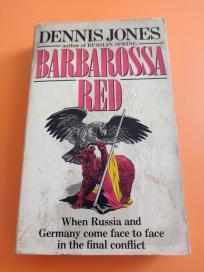 DENNIS JONES
author of RUSSIAN SPRING
BARBAROSSA
RED
When Russia and
Germany come face to face
in the final conflict